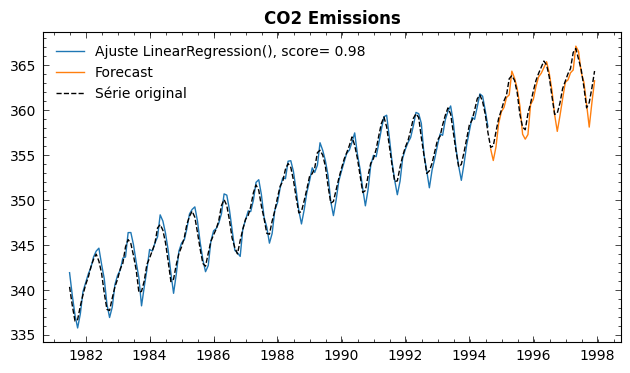 CO2 Emissions
Ajuste LinearRegression(), score= 0.98
Forecast
Série original
365
360
355
350
345
340
335
1982 1984 1986 1988 1990 1992 1994 1996 1998